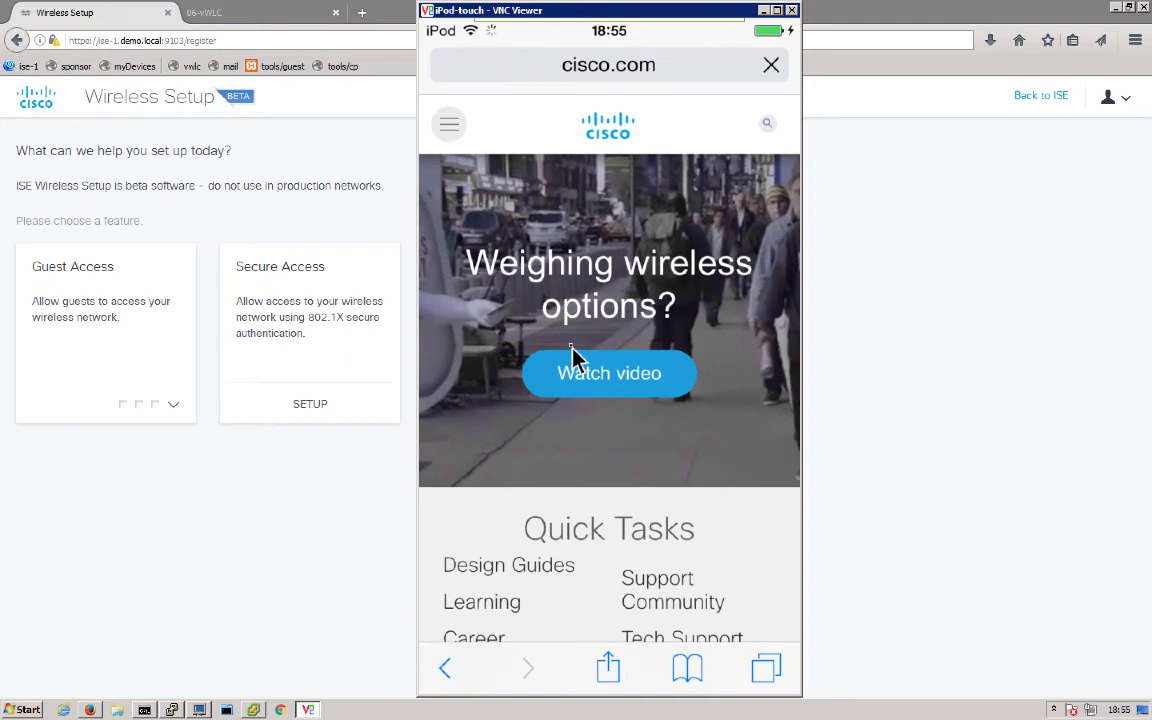 Wireless Setup
06-vWLC
https://ise-1.demo.local:9103/register
ise-1
sponsor
myDevices
vwlc
mail
tools/guest
tools/cp
CISCO
Wireless Setup
BETA
Back to ISE
What can we help you set up today?
ISE Wireless Setup is beta software - do not use in production networks.
Please choose a feature.
Guest Access
Allow guests to access your
wireless network.
Secure Access
Allow access to your wireless
network using 802.1X secure
authentication.
SETUP
iPod-touch - VNC Viewer
iPod
18:55
cisco.com
CISCO
Weighing wireless
options?
Watch video
Quick Tasks
Design Guides
Learning
Career
Support
Community
Tech Support
Start
18:55